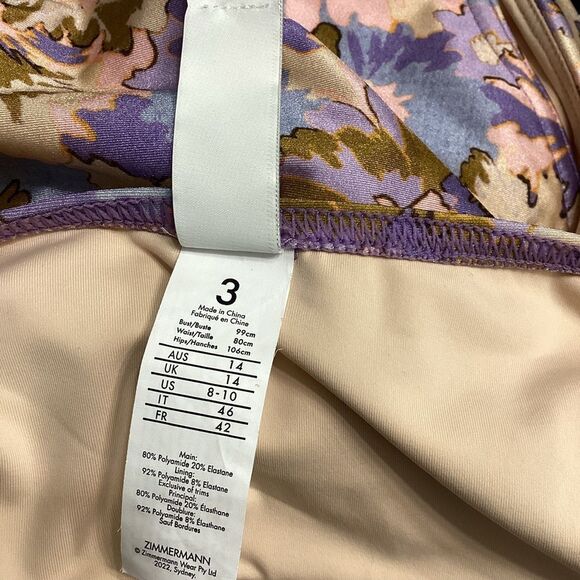 3
Made in China
Fabriqué en Chine
Bust/Buste 99cm
Waist/Taille 80cm
Hips/Hanches 106cm
AUS 14
UK 14
US 8-10
IT 46
FR 42
Main:
80% Polyamide 20% Elastane
Lining:
92% Polyamide 8% Elastane
Exclusive of trims
Principal:
80% Polyamide 20% Élasthane
Doublure:
92% Polyamide 8% Élasthane
Sauf Bordures
ZIMMERMANN
© Zimmermann Wear Pty Ltd
2022, Sydney.